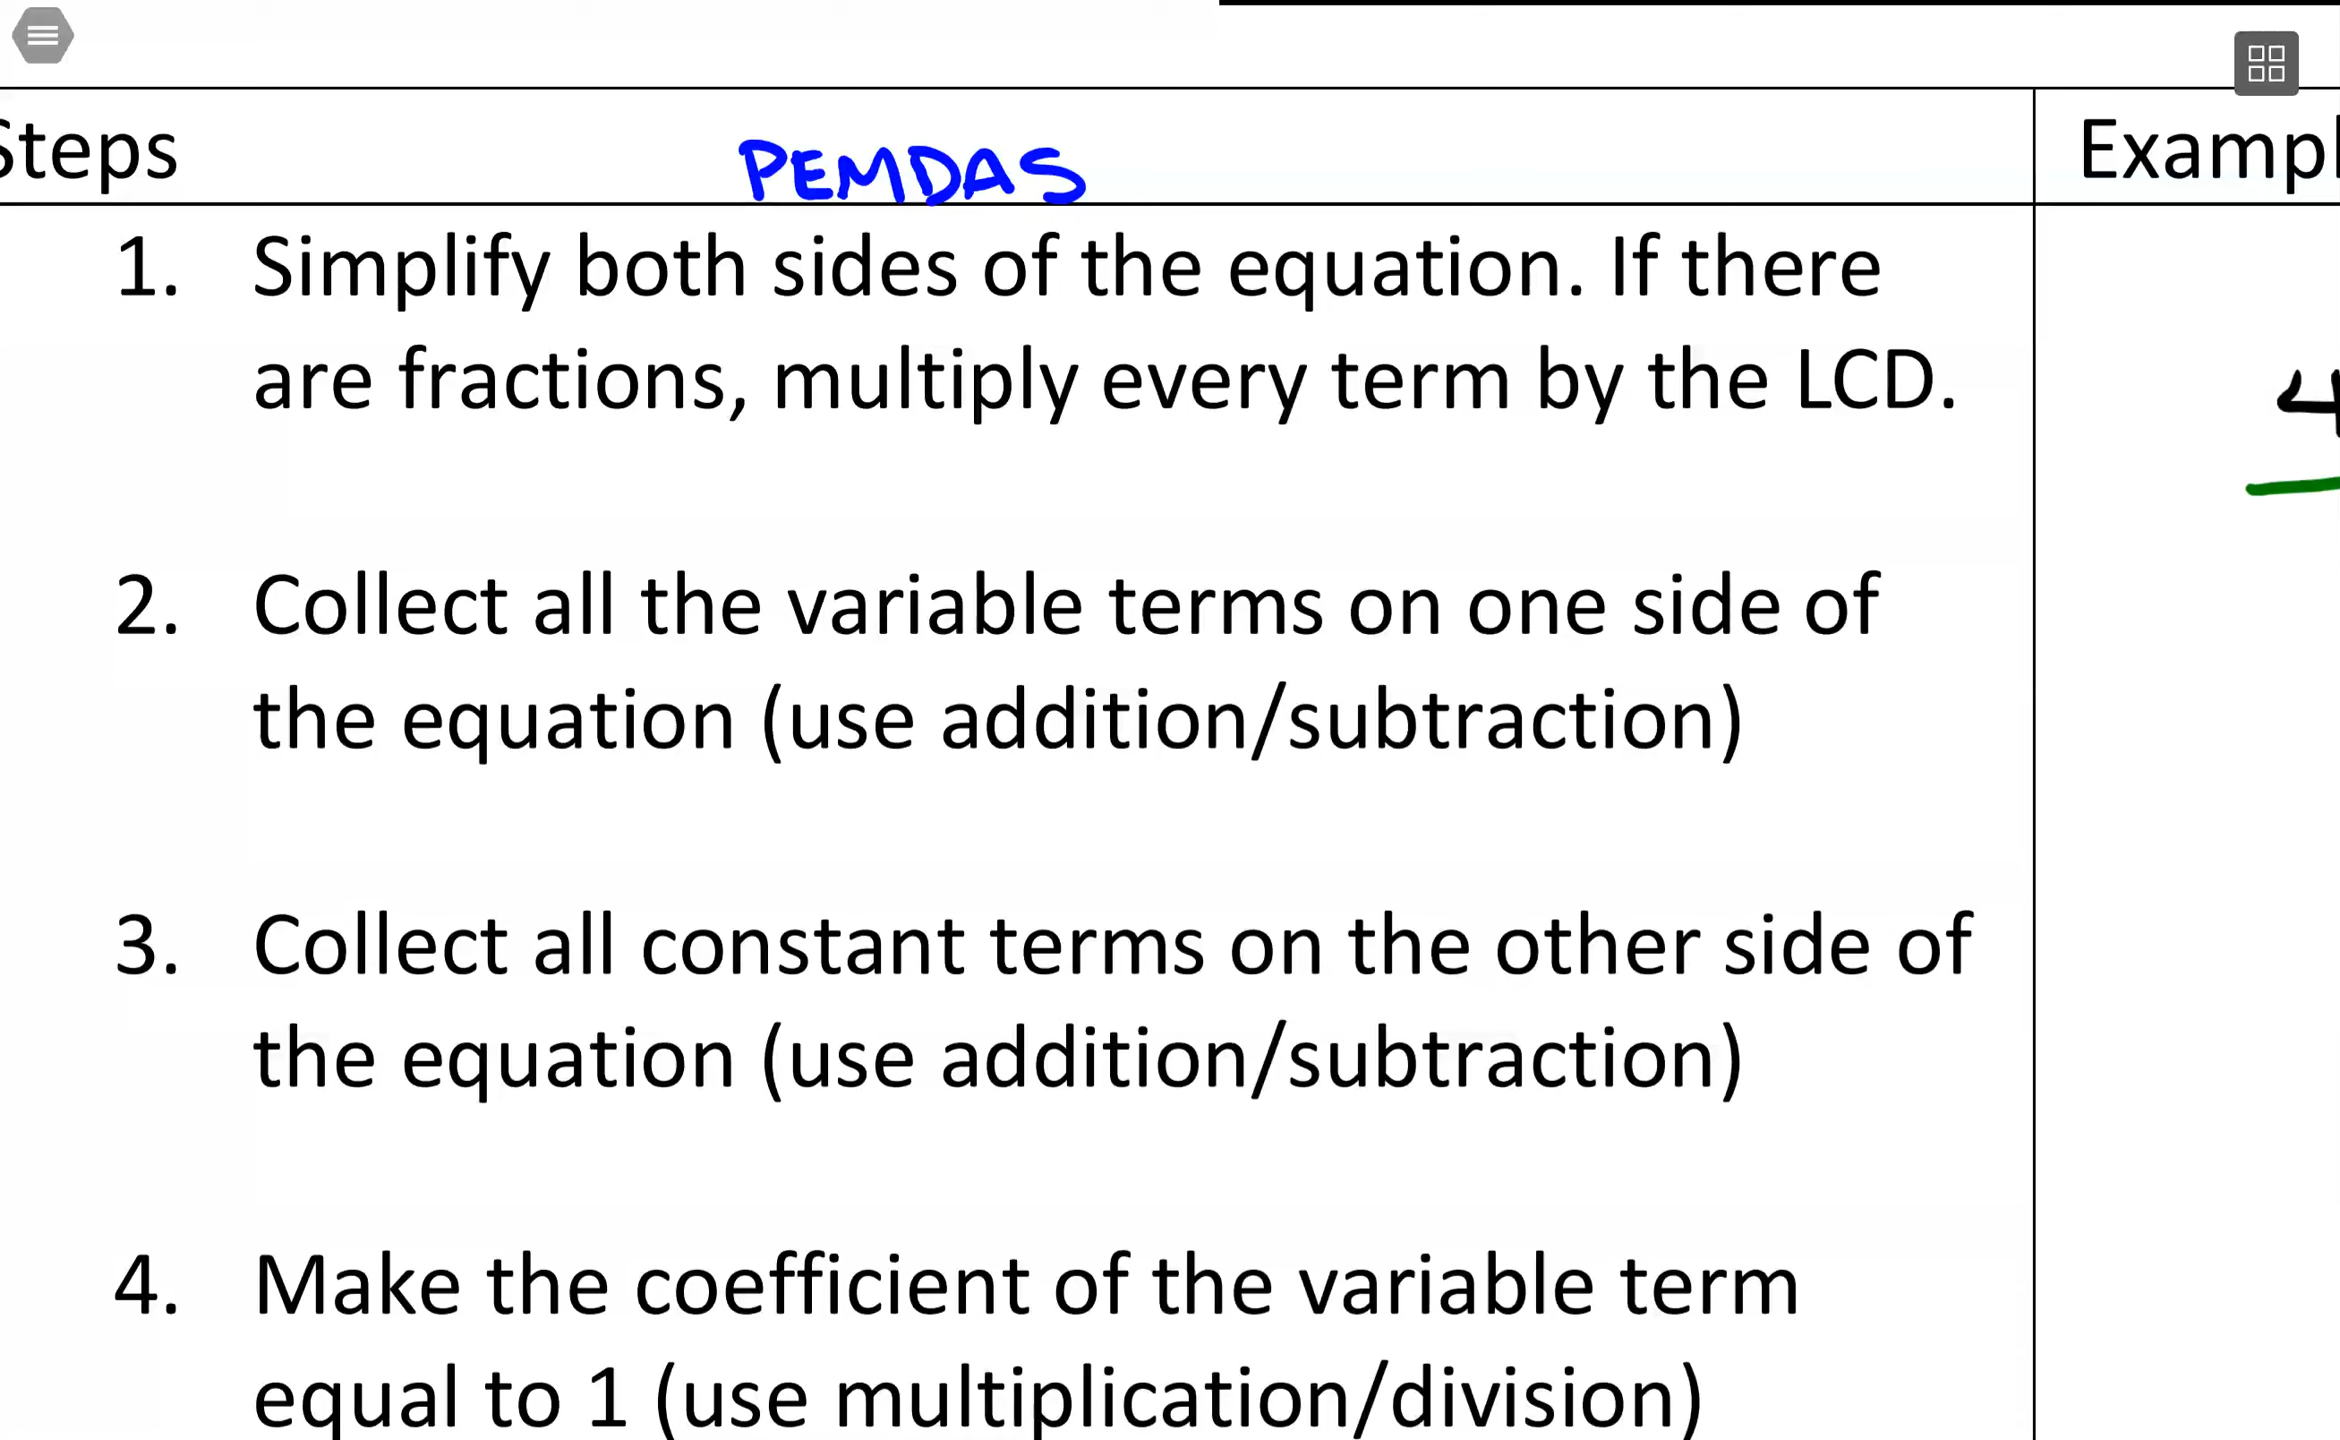 Steps
PEMDAS
Exampl
1. Simplify both sides of the equation. If there
are fractions, multiply every term by the LCD.
4
2. Collect all the variable terms on one side of
the equation (use addition/subtraction)
3. Collect all constant terms on the other side of
the equation (use addition/subtraction)
4. Make the coefficient of the variable term
equal to 1 (use multiplication/division)